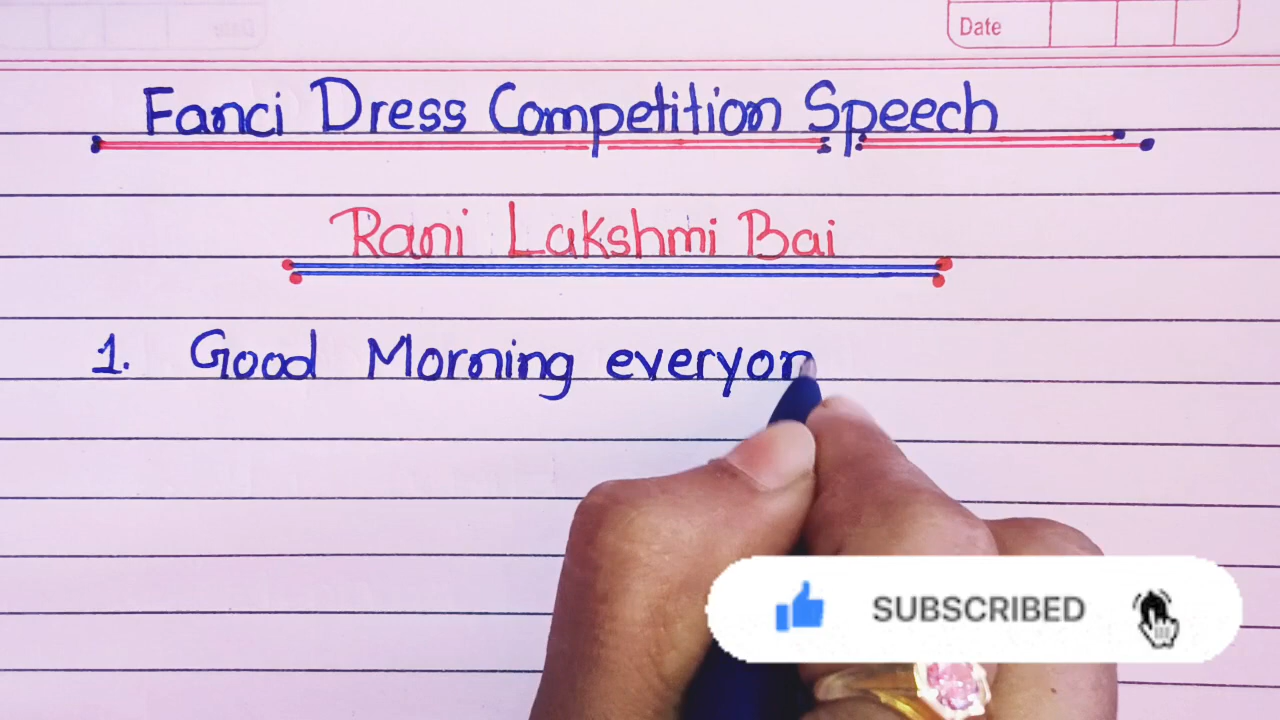 Date
Fanci Dress Competition Speech
Rani Lakshmi Bai
1. Good Morning everyon
SUBSCRIBED